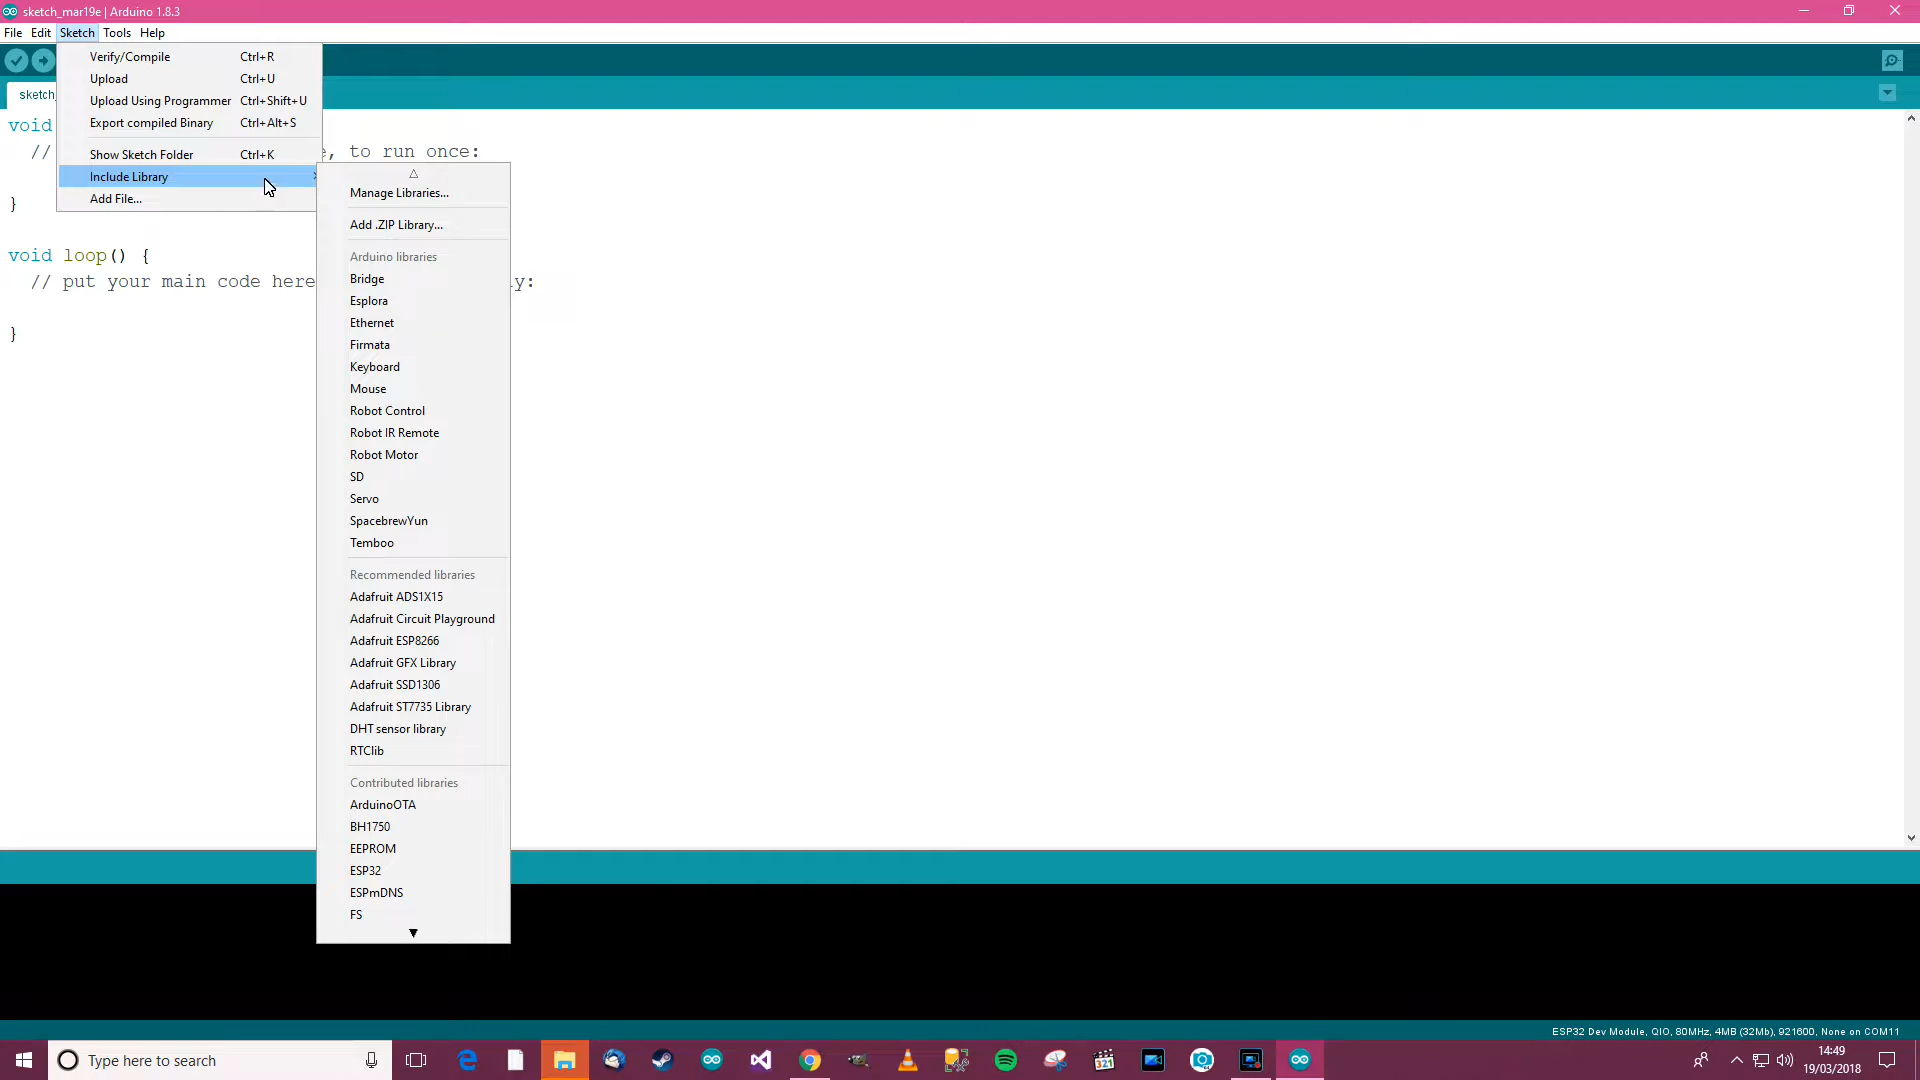 sketch_mar19e | Arduino 1.8.3
File Edit Sketch Tools Help
Verify/Compile Ctrl+R
Upload Ctrl+U
Upload Using Programmer Ctrl+Shift+U
Export compiled Binary Ctrl+Alt+S
Show Sketch Folder Ctrl+K
Include Library
Add File...
sketch_
void
// e, to run once:
}
void loop() {
// put your main code here y:
}
Manage Libraries...
Add .ZIP Library...
Arduino libraries
Bridge
Esplora
Ethernet
Firmata
Keyboard
Mouse
Robot Control
Robot IR Remote
Robot Motor
SD
Servo
SpacebrewYun
Temboo
Recommended libraries
Adafruit ADS1X15
Adafruit Circuit Playground
Adafruit ESP8266
Adafruit GFX Library
Adafruit SSD1306
Adafruit ST7735 Library
DHT sensor library
RTClib
Contributed libraries
ArduinoOTA
BH1750
EEPROM
ESP32
ESPmDNS
FS
ESP32 Dev Module, QIO, 80MHz, 4MB (32Mb), 921600, None on COM11
Type here to search
321
14:49
19/03/2018